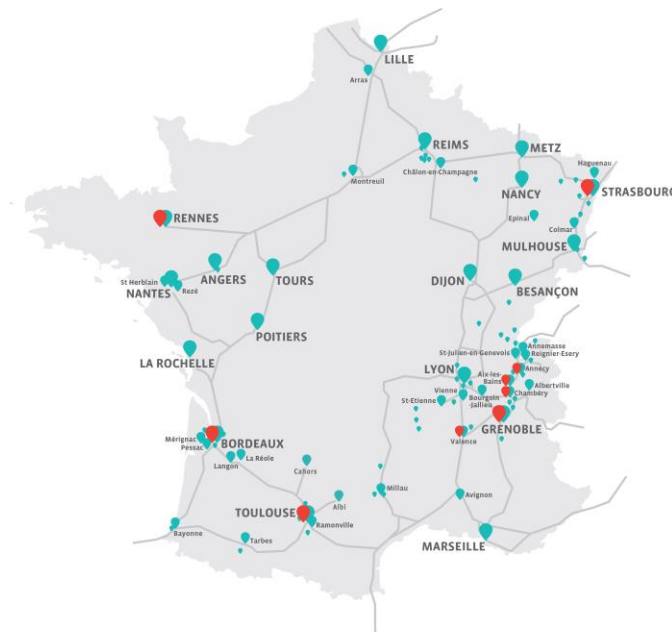 LILLE
Arras
REIMS
METZ
Châlon-en-Champagne
Haguenau
Montreuil
NANCY
STRASBOURG
RENNES
Epinal
Colmar
MULHOUSE
ANGERS
TOURS
DIJON
St Herblain
Rezé
NANTES
BESANÇON
POITIERS
LA ROCHELLE
Annemasse
St-Julien-en-Genevois
Reignier-Esery
Annecy
LYON
Aix-les-
Bains
Albertville
Vienne
Chambéry
Bourgoin
-Jallieu
St-Etienne
GRENOBLE
Mérignac
BORDEAUX
Pessac
Valence
Langon
La Réole
Cahors
Millau
Avignon
Albi
TOULOUSE
Ramonville
Bayonne
Tarbes
MARSEILLE